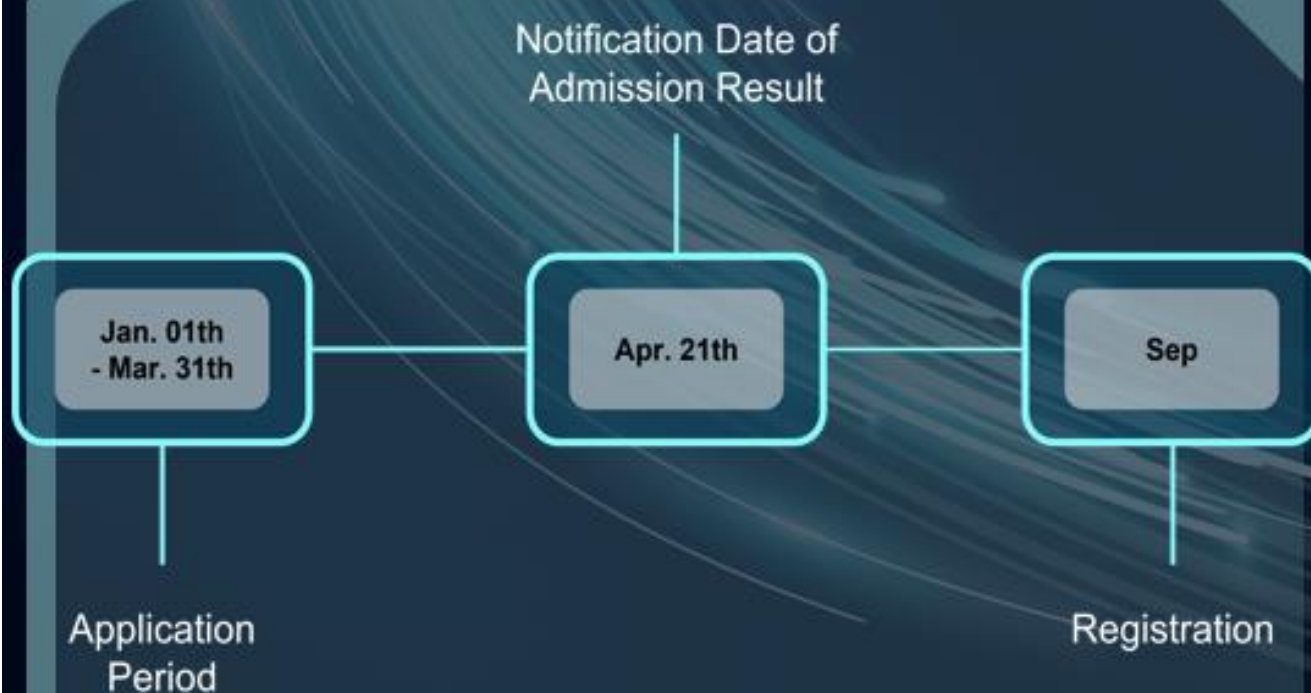 Notification Date of
Admission Result
Jan. 01th
- Mar. 31th
Apr. 21th
Sep
Application
Period
Registration